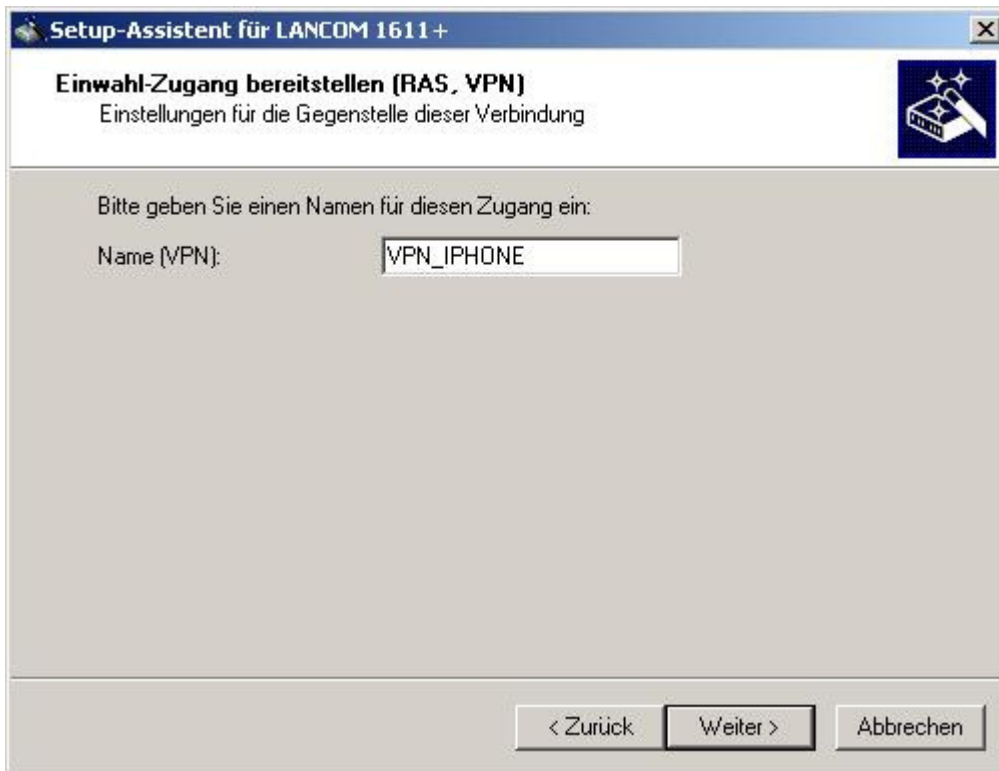 Setup-Assistent für LANCOM 1611+
Einwahl-Zugang bereitstellen (RAS, VPN)
Einstellungen für die Gegenstelle dieser Verbindung
Bitte geben Sie einen Namen für diesen Zugang ein:
Name (VPN): VPN_IPHONE
< Zurück Weiter > Abbrechen